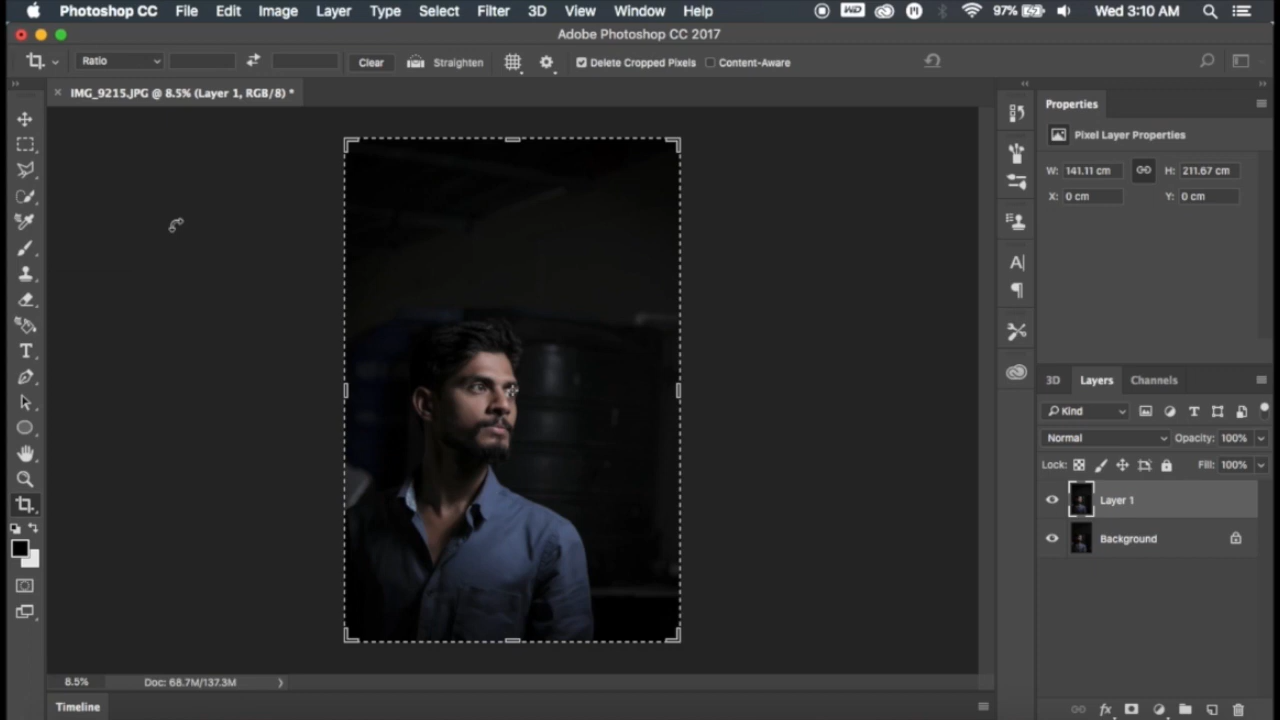 Photoshop CC File Edit Image Layer Type Select Filter 3D View Window Help 97% Wed 3:10 AM
Adobe Photoshop CC 2017
Ratio Clear Straighten Delete Cropped Pixels Content-Aware
× IMG_9215.JPG @ 8.5% (Layer 1, RGB/8) *
Properties
Pixel Layer Properties
W: 141.11 cm H: 211.67 cm
X: 0 cm Y: 0 cm
3D Layers Channels
Kind
Normal Opacity: 100%
Lock: Fill: 100%
Layer 1
Background
8.5% Doc: 68.7M/137.3M
Timeline